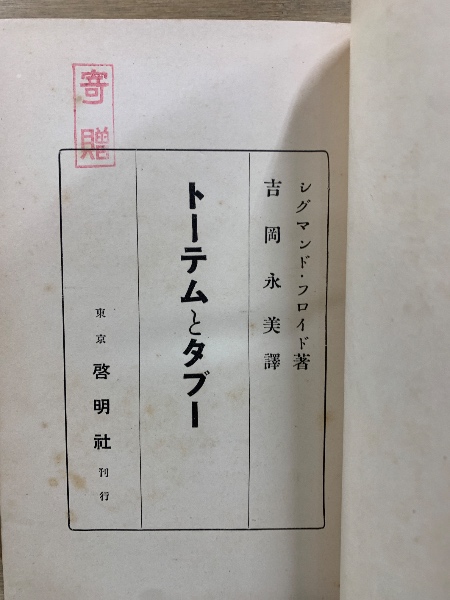 寄贈
シグマンド・フロイド著
吉岡永美譯
トーテムとタブー
東京 啓明社 刊行